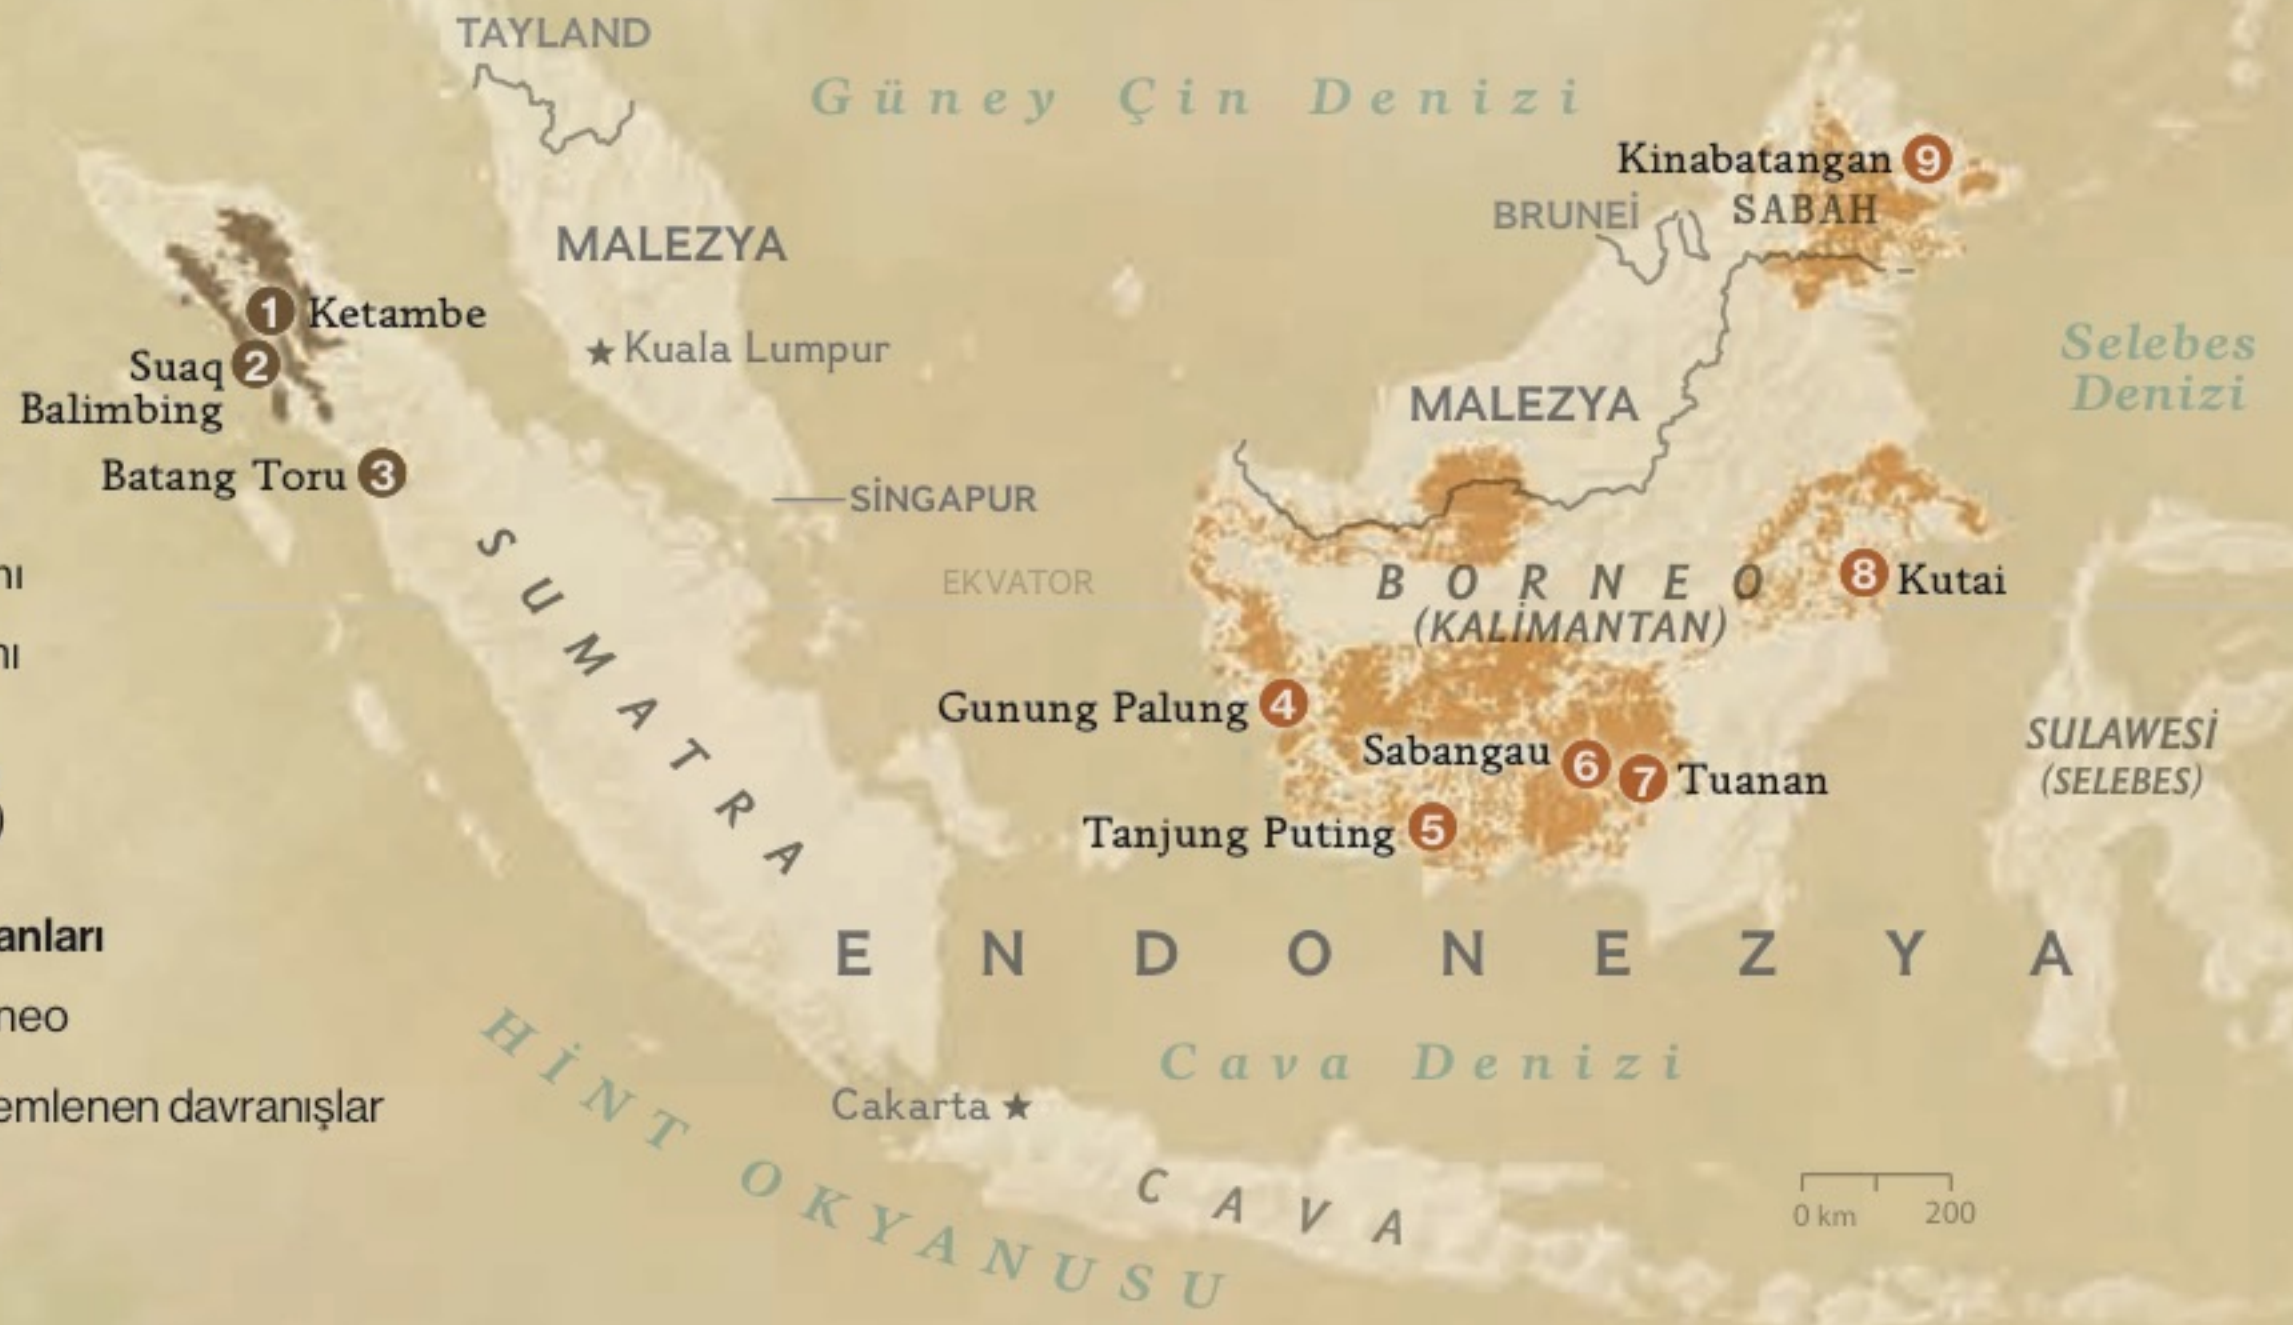 TAYLAND
Güney Çin Denizi
Kinabatangan 9
BRUNEİ
SABAH
MALEZYA
1 Ketambe
Kuala Lumpur
Suaq 2
Balimbing
Selebes
Denizi
MALEZYA
Batang Toru 3
SİNGAPUR
SUMATRA
EKVATOR
BORNEO
(KALİMANTAN)
8 Kutai
nı
nı
Gunung Palung 4
Sabangau 6
7 Tuanan
Tanjung Puting 5
SULAWESİ
(SELEBES)
)
anları
ENDONEZYA
neo
HİNT OKYANUSU
Cava Denizi
emlenen davranışlar
Cakarta
CAVA
0 km 200